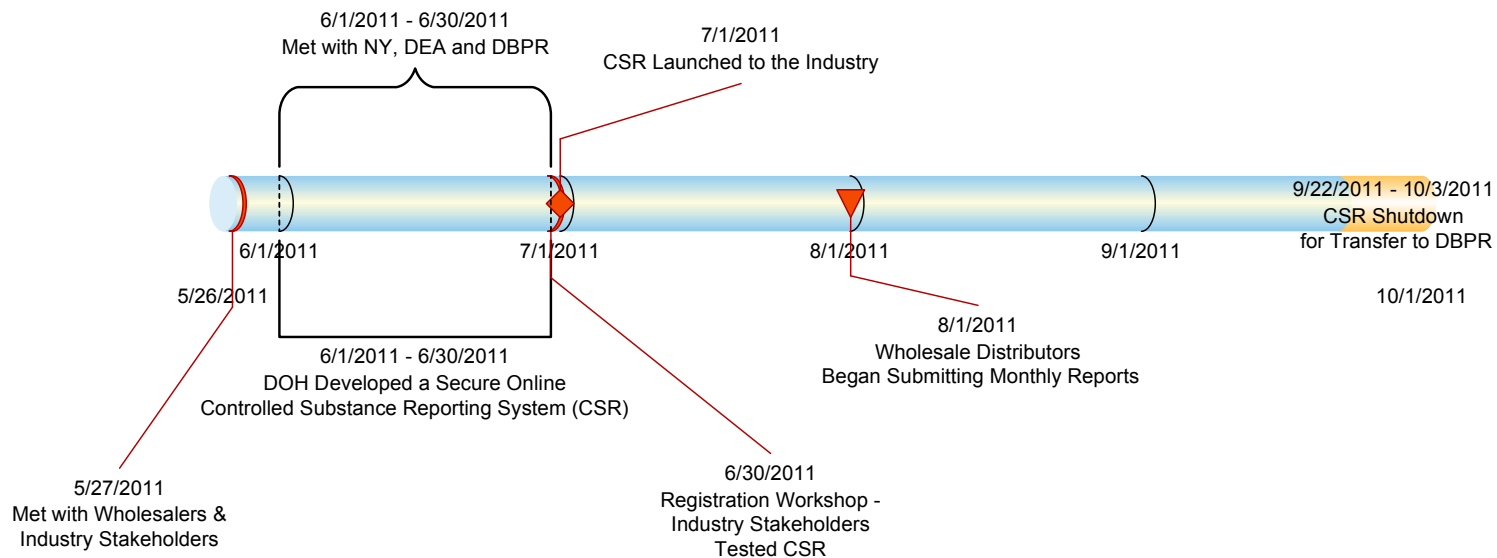 6/1/2011 - 6/30/2011
Met with NY, DEA and DBPR
7/1/2011
CSR Launched to the Industry
9/22/2011 - 10/3/2011
CSR Shutdown
for Transfer to DBPR
6/1/2011
7/1/2011
8/1/2011
9/1/2011
5/26/2011
10/1/2011
6/1/2011 - 6/30/2011
DOH Developed a Secure Online
Controlled Substance Reporting System (CSR)
8/1/2011
Wholesale Distributors
Began Submitting Monthly Reports
5/27/2011
Met with Wholesalers &
Industry Stakeholders
6/30/2011
Registration Workshop -
Industry Stakeholders
Tested CSR